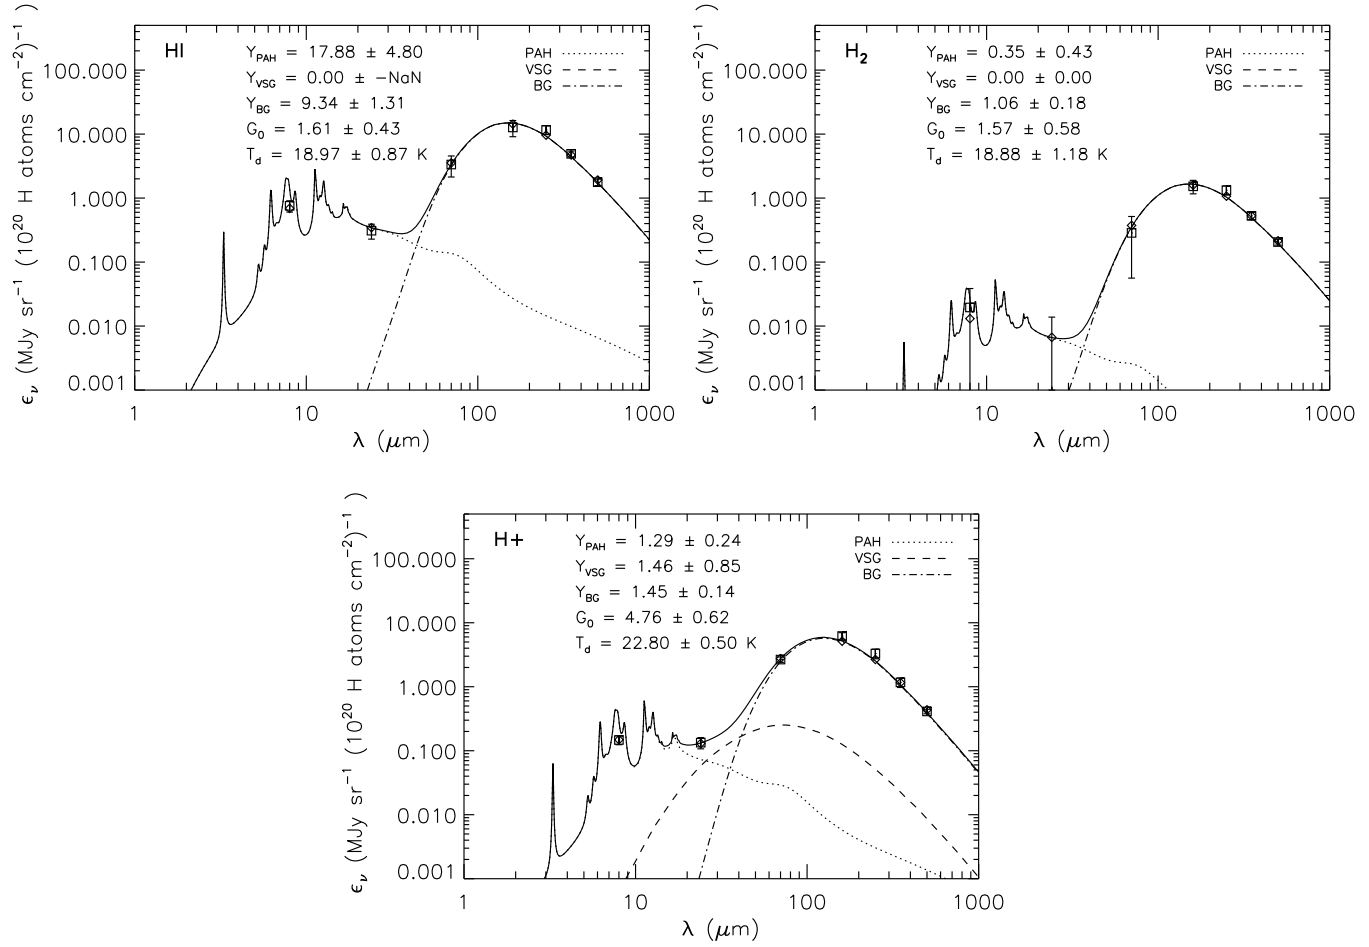 HI
Y_PAH = 17.88 ± 4.80
Y_VSG = 0.00 ± −NaN
Y_BG = 9.34 ± 1.31
G_0 = 1.61 ± 0.43
T_d = 18.97 ± 0.87 K
PAH
VSG
BG
100.000
10.000
1.000
0.100
0.010
0.001
1 10 100 1000
λ (μm)
ϵ_ν (MJy sr⁻¹ (10²⁰ H atoms cm⁻²)⁻¹ )
H₂
Y_PAH = 0.35 ± 0.43
Y_VSG = 0.00 ± 0.00
Y_BG = 1.06 ± 0.18
G_0 = 1.57 ± 0.58
T_d = 18.88 ± 1.18 K
PAH
VSG
BG
100.000
10.000
1.000
0.100
0.010
0.001
1 10 100 1000
λ (μm)
ϵ_ν (MJy sr⁻¹ (10²⁰ H atoms cm⁻²)⁻¹ )
H+
Y_PAH = 1.29 ± 0.24
Y_VSG = 1.46 ± 0.85
Y_BG = 1.45 ± 0.14
G_0 = 4.76 ± 0.62
T_d = 22.80 ± 0.50 K
PAH
VSG
BG
100.000
10.000
1.000
0.100
0.010
0.001
1 10 100 1000
λ (μm)
ϵ_ν (MJy sr⁻¹ (10²⁰ H atoms cm⁻²)⁻¹ )